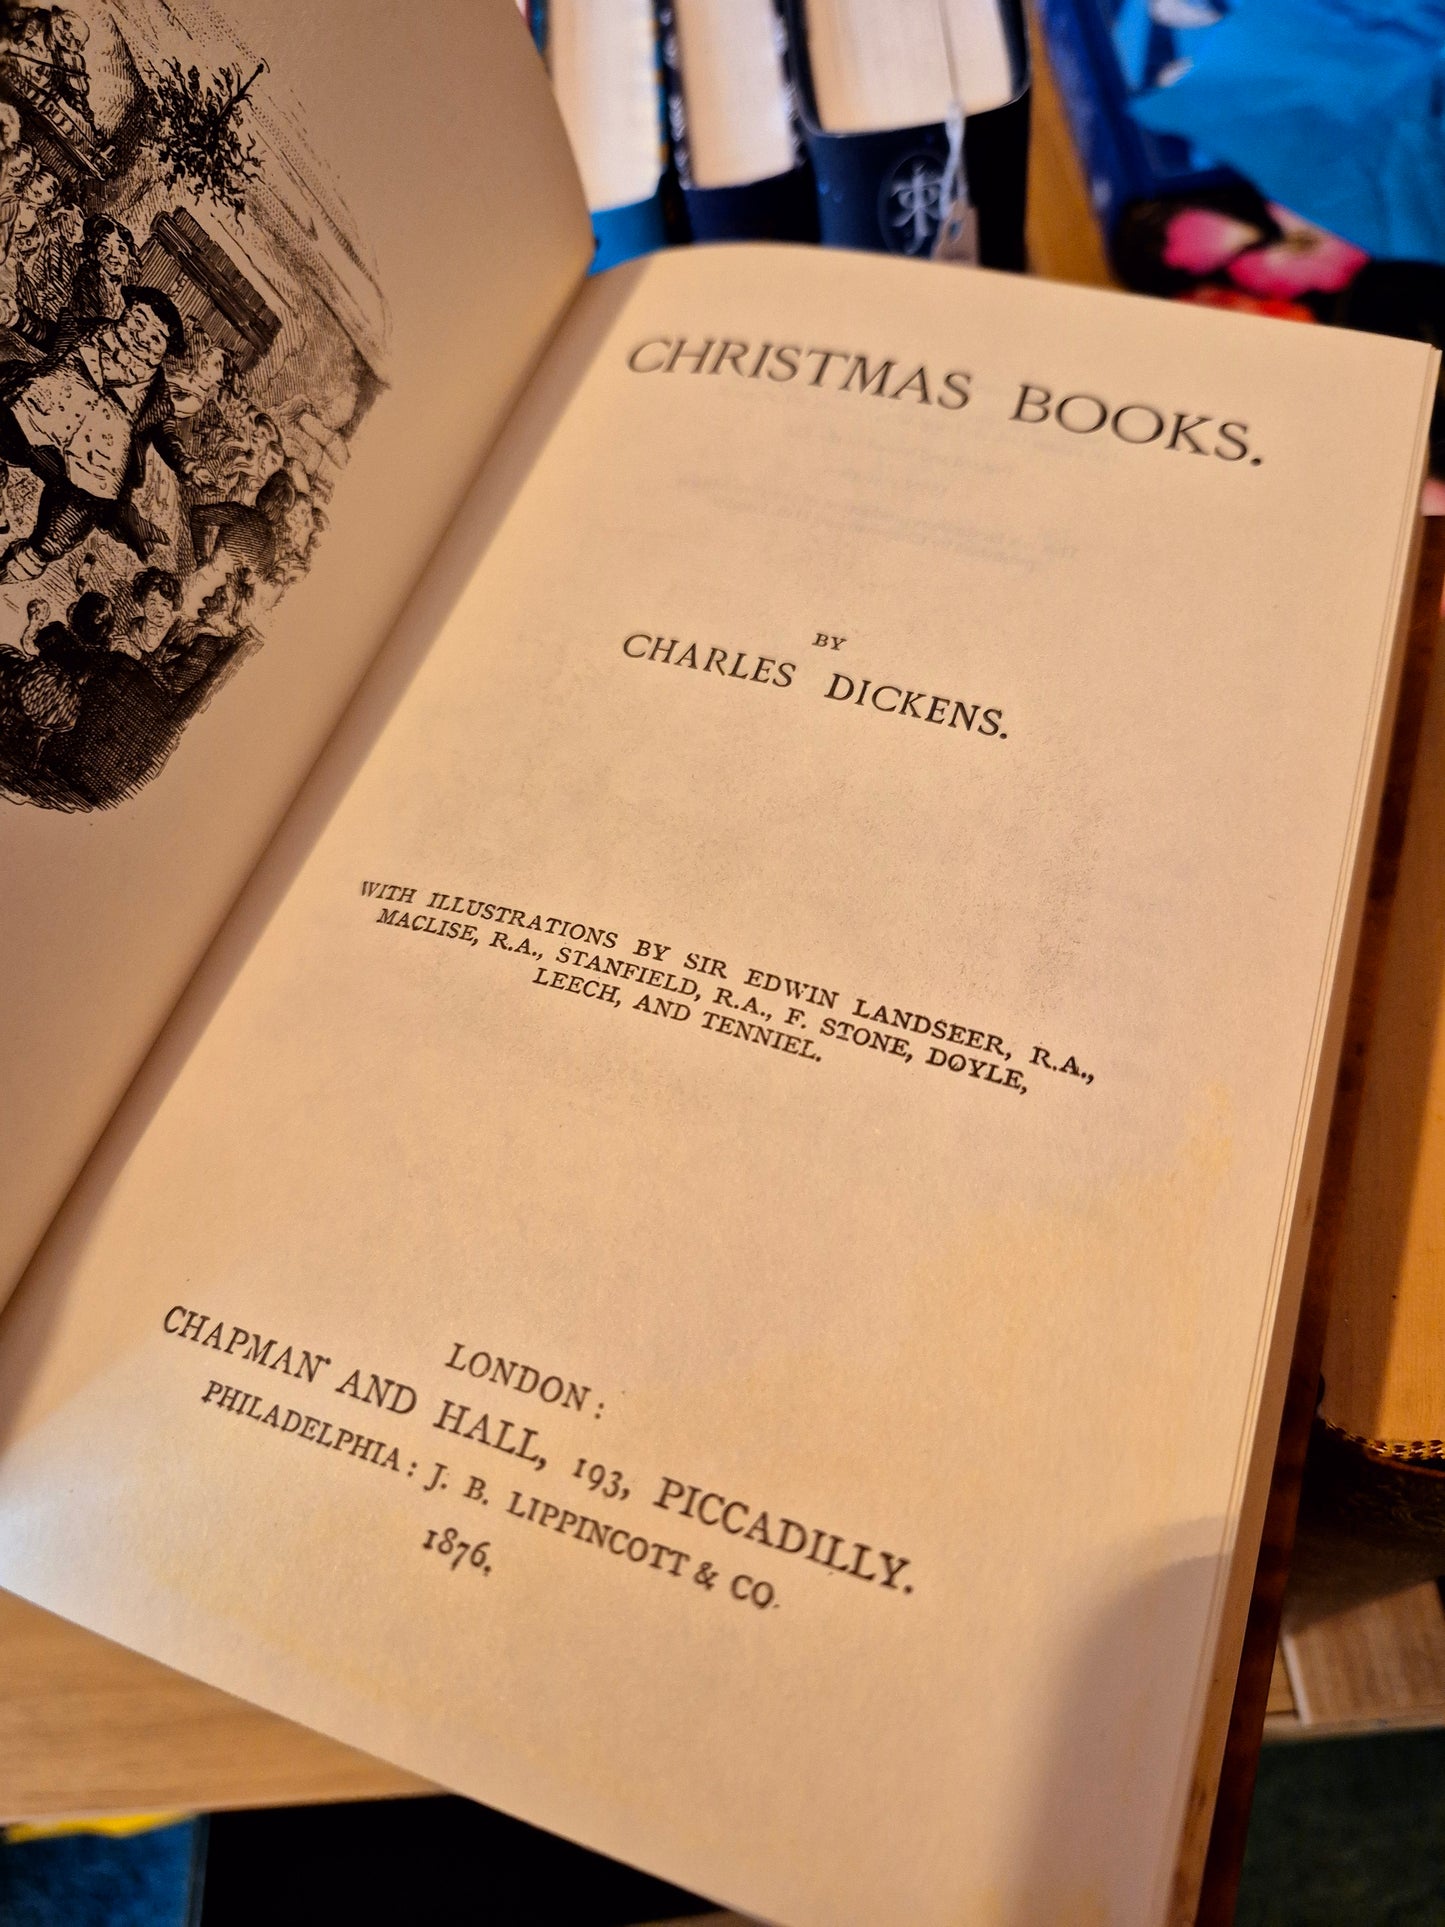 CHRISTMAS BOOKS.
BY
CHARLES DICKENS.
WITH ILLUSTRATIONS BY SIR EDWIN LANDSEER, R.A.,
MACLISE, R.A., STANFIELD, R.A., F. STONE, DOYLE,
LEECH, AND TENNIEL.
LONDON:
CHAPMAN AND HALL, 193, PICCADILLY.
PHILADELPHIA: J. B. LIPPINCOTT & CO.
1876.